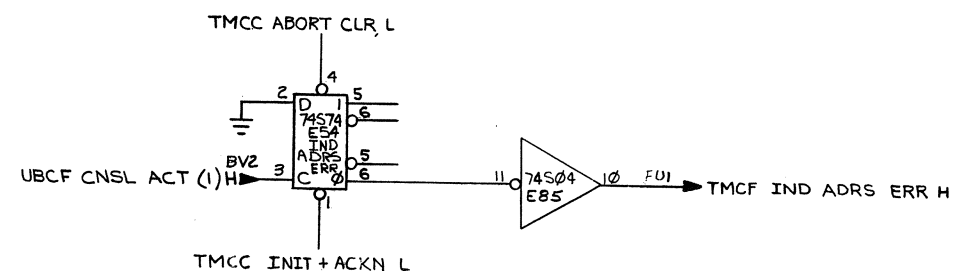 TMCC ABORT CLR L
4
2 D 1 5
74S74 6
E54
IND
ADRS 5
ERR
UBCF CNSL ACT (1) H BV2 3 C Ø 6
1
TMCC INIT + ACKN L
11 74SØ4 1Ø FU1 TMCF IND ADRS ERR H
E85